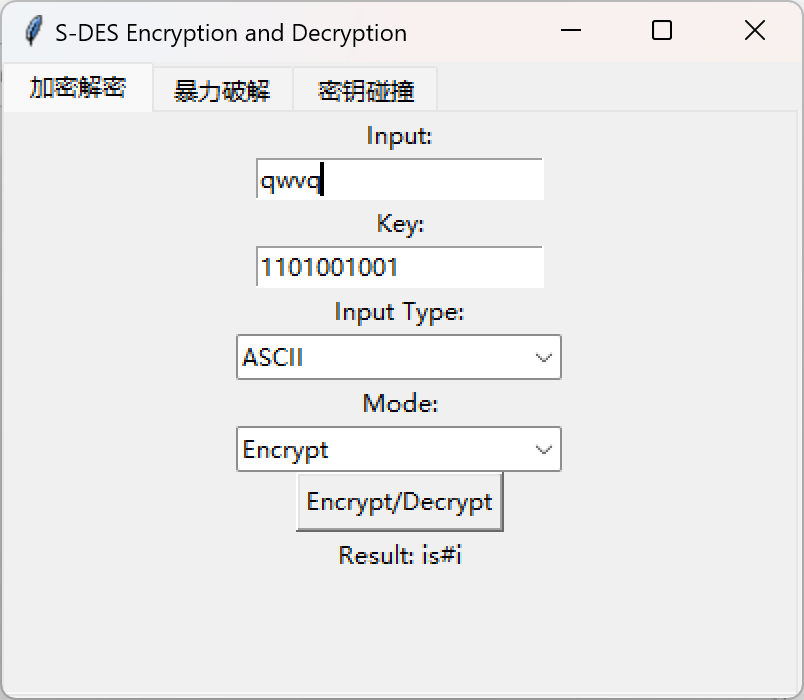 S-DES Encryption and Decryption
加密解密 暴力破解 密钥碰撞
Input:
qwvq
Key:
1101001001
Input Type:
ASCII
Mode:
Encrypt
Encrypt/Decrypt
Result: is#i